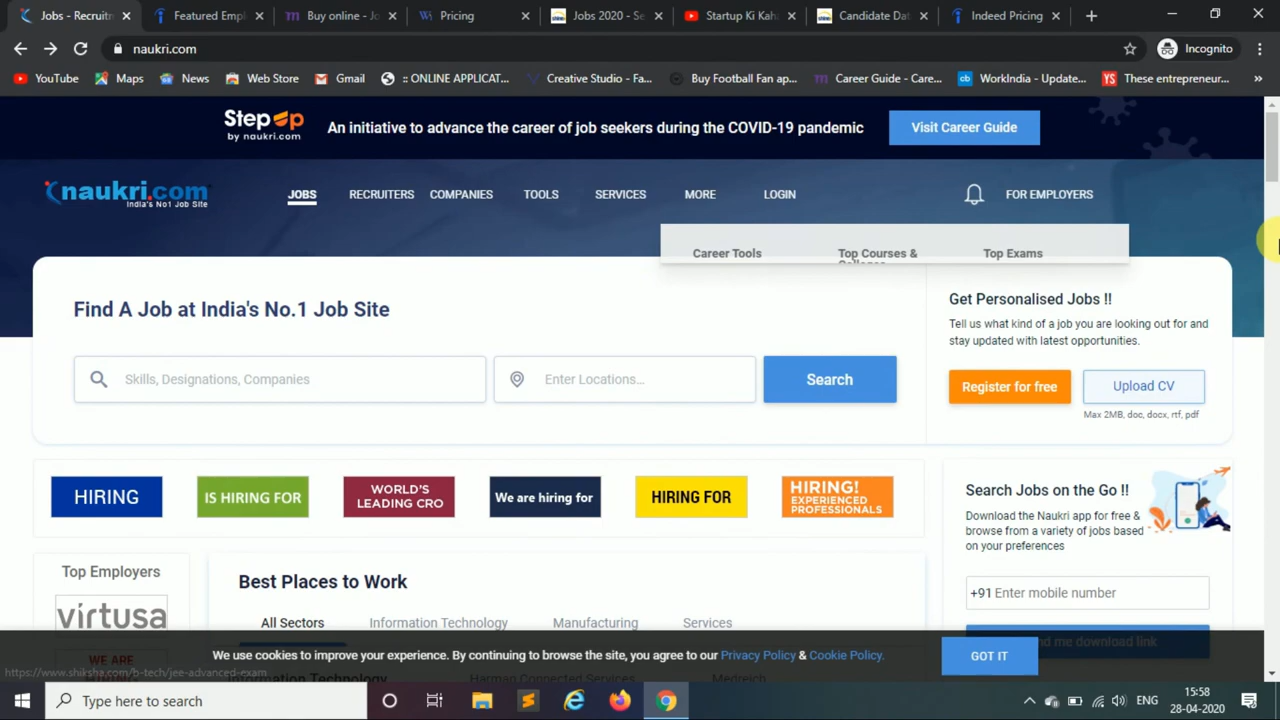 Jobs - Recruitm
Featured Empl
Buy online - Jo
Pricing
Jobs 2020 - Se
Startup Ki Kaha
Candidate Dat
Indeed Pricing
naukri.com
Incognito
YouTube
Maps
News
Web Store
Gmail
:: ONLINE APPLICAT...
Creative Studio - Fa...
Buy Football Fan ap...
Career Guide - Care...
WorkIndia - Update...
These entrepreneur...
StepUp
by naukri.com
An initiative to advance the career of job seekers during the COVID-19 pandemic
Visit Career Guide
naukri.com
India's No1 Job Site
JOBS
RECRUITERS
COMPANIES
TOOLS
SERVICES
MORE
LOGIN
FOR EMPLOYERS
Career Tools
Top Courses &
Colleges
Top Exams
Find A Job at India's No.1 Job Site
Skills, Designations, Companies
Enter Locations...
Search
Get Personalised Jobs !!
Tell us what kind of a job you are looking out for and
stay updated with latest opportunities.
Register for free
Upload CV
Max 2MB, doc, docx, rtf, pdf
HIRING
IS HIRING FOR
WORLD'S
LEADING CRO
We are hiring for
HIRING FOR
HIRING!
EXPERIENCED
PROFESSIONALS
Search Jobs on the Go !!
Download the Naukri app for free &
browse from a variety of jobs based
on your preferences
+91 Enter mobile number
nd me download link
Top Employers
virtusa
WE ARE
Best Places to Work
All Sectors
Information Technology
Manufacturing
Services
Information Technology
Harman Connected Services
Medreich
We use cookies to improve your experience. By continuing to browse the site, you agree to our Privacy Policy & Cookie Policy.
GOT IT
https://www.shiksha.com/b-tech/jee-advanced-exam
Type here to search
ENG
15:58
28-04-2020